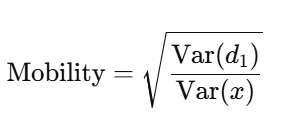 Mobility = √(Var(d₁) / Var(x))